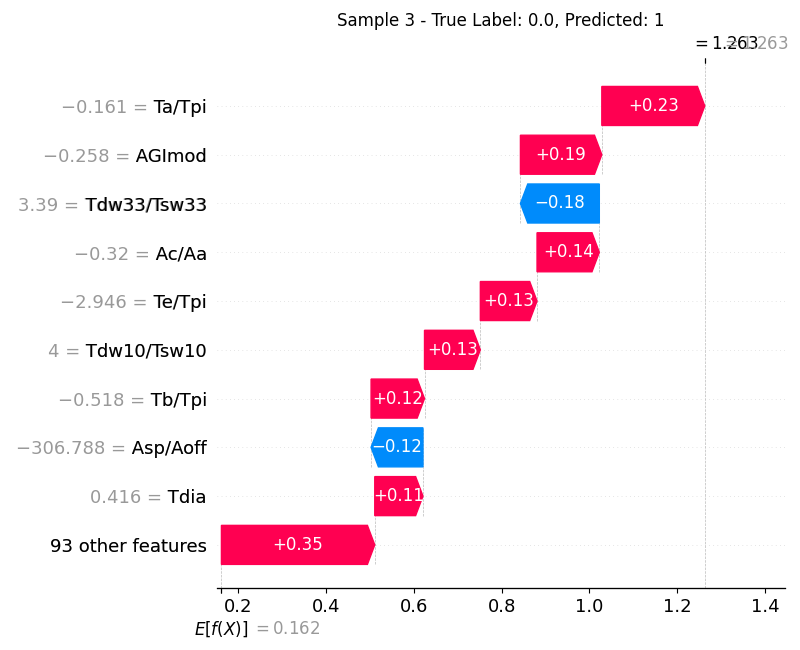 Sample 3 - True Label: 0.0, Predicted: 1
= 1.263
−0.161 = Ta/Tpi
+0.23
−0.258 = AGImod
+0.19
3.39 = Tdw33/Tsw33
−0.18
−0.32 = Ac/Aa
+0.14
−2.946 = Te/Tpi
+0.13
4 = Tdw10/Tsw10
+0.13
−0.518 = Tb/Tpi
+0.12
−306.788 = Asp/Aoff
−0.12
0.416 = Tdia
+0.11
93 other features
+0.35
0.2 0.4 0.6 0.8 1.0 1.2 1.4
E[f(X)] = 0.162